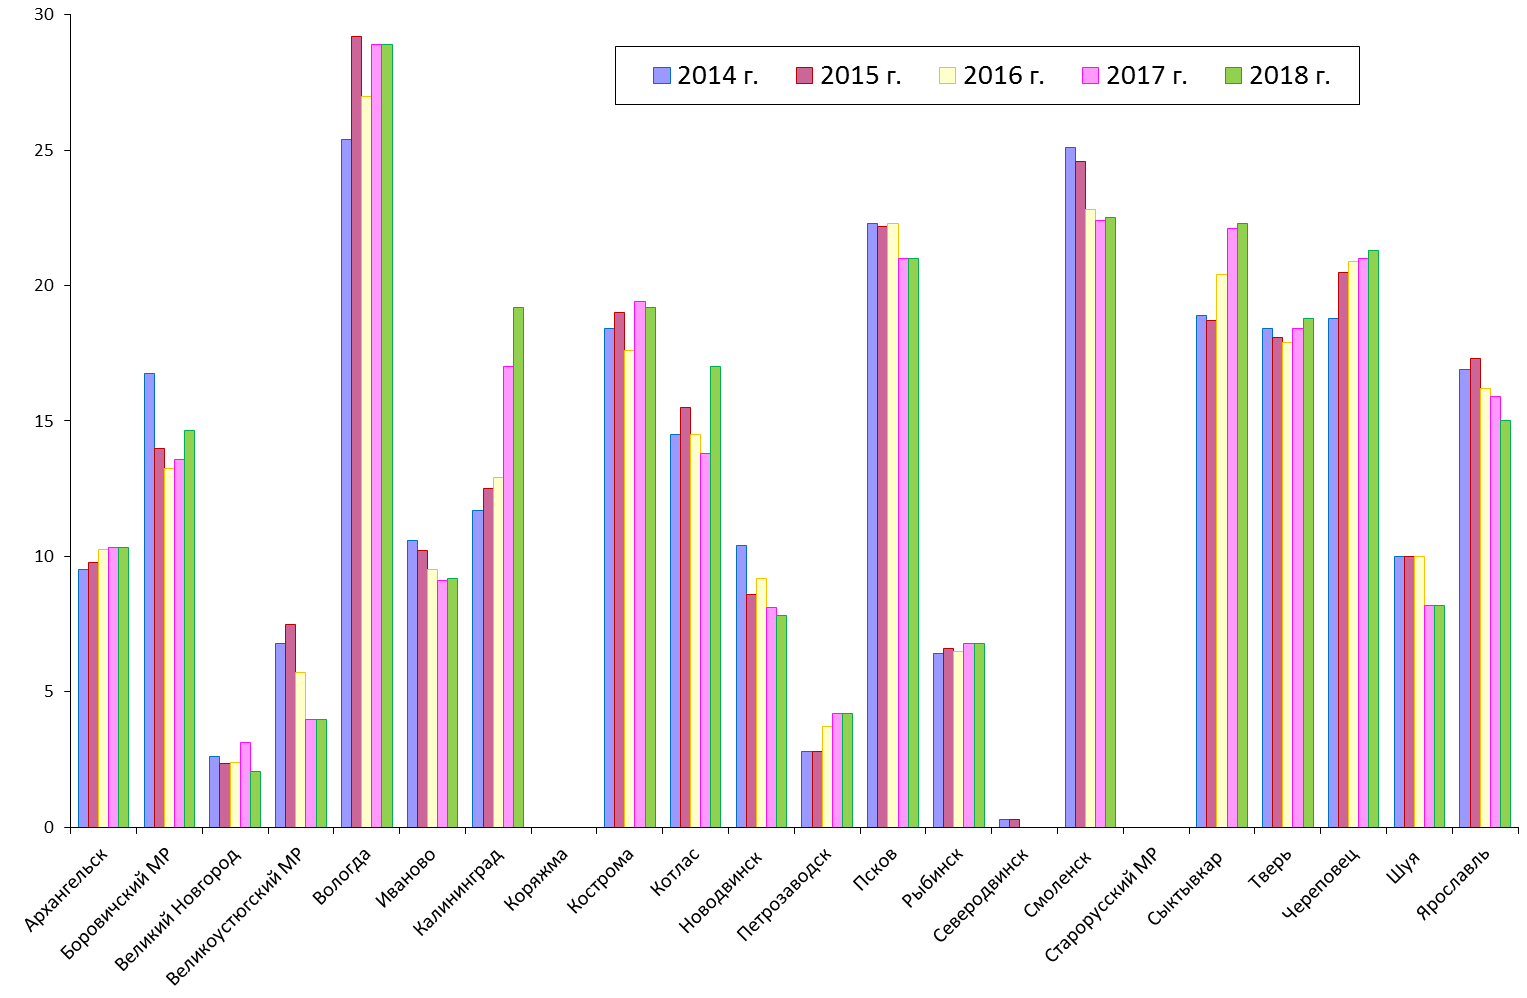 30
2014 г.
2015 г.
2016 г.
2017 г.
2018 г.
25
20
15
10
5
0
Архангельск
Боровичский МР
Великий Новгород
Великоустюгский МР
Вологда
Иваново
Калининград
Коряжма
Кострома
Котлас
Новодвинск
Петрозаводск
Псков
Рыбинск
Северодвинск
Смоленск
Старорусский МР
Сыктывкар
Тверь
Череповец
Шуя
Ярославль